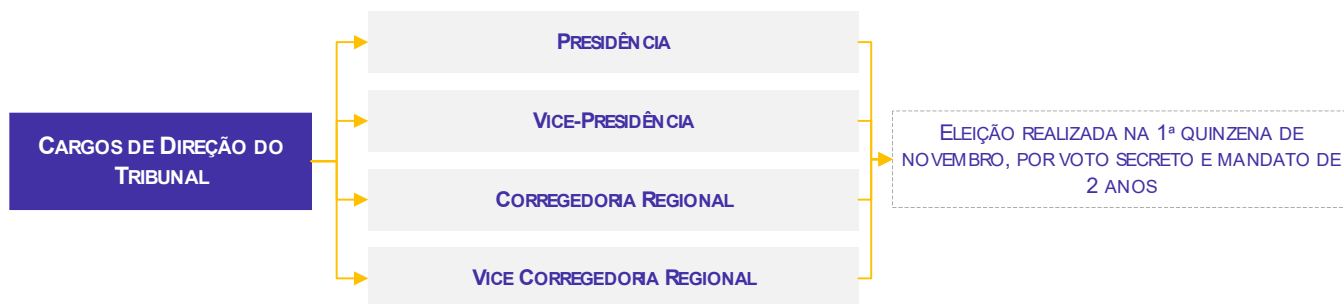 CARGOS DE DIREÇÃO DO
TRIBUNAL
PRESIDÊNCIA
VICE-PRESIDÊNCIA
CORREGEDORIA REGIONAL
VICE CORREGEDORIA REGIONAL
ELEIÇÃO REALIZADA NA 1ª QUINZENA DE
NOVEMBRO, POR VOTO SECRETO E MANDATO DE
2 ANOS